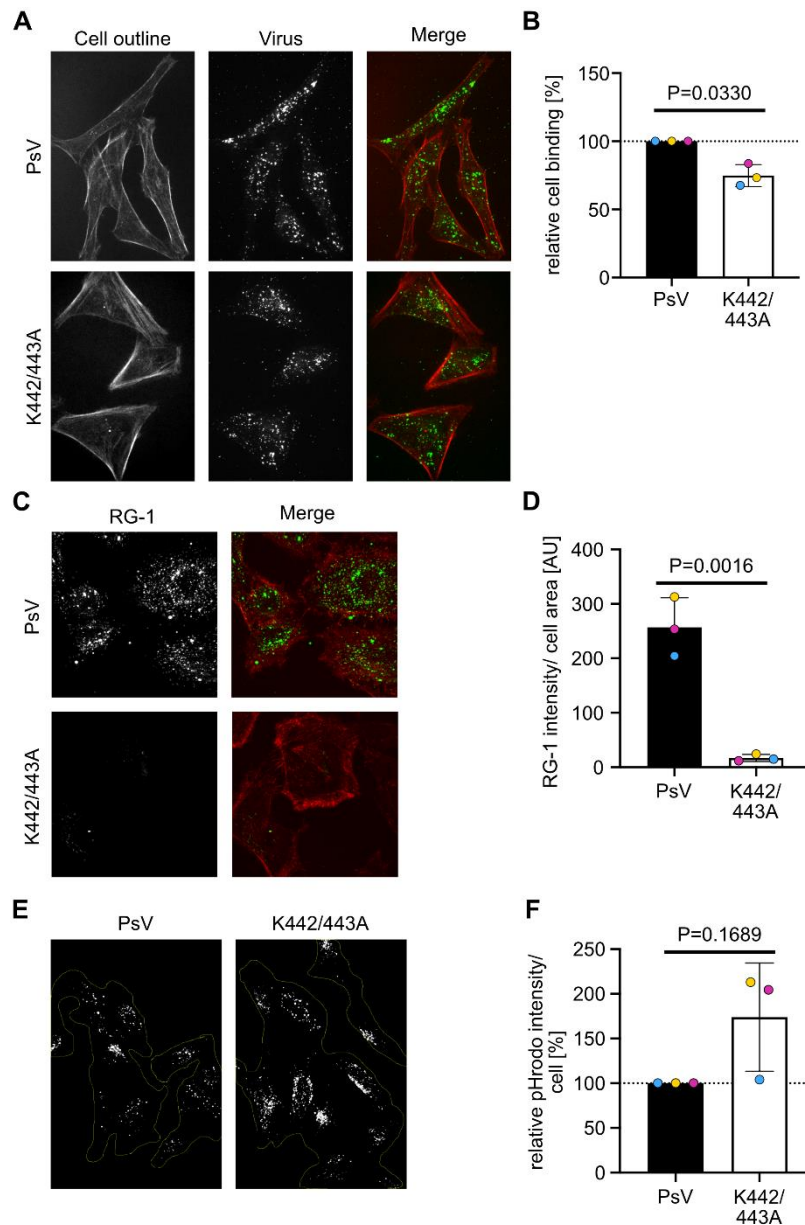 A
Cell outline
Virus
Merge
PsV
K442/443A
B
relative cell binding [%]
150
100
50
0
P=0.0330
PsV
K442/
443A
C
RG-1
Merge
PsV
K442/443A
D
RG-1 intensity/ cell area [AU]
400
300
200
100
0
P=0.0016
PsV
K442/
443A
E
PsV
K442/443A
F
relative pHrodo intensity/
cell [%]
250
200
150
100
50
0
P=0.1689
PsV
K442/
443A